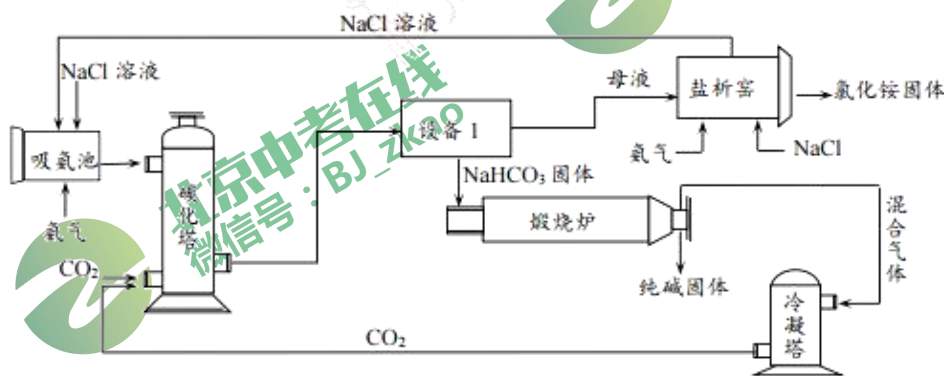 NaCl 溶液
NaCl 溶液
吸氨池
氨气
CO₂
碳化塔
设备 1
母液
盐析窑
氯化铵固体
氨气
NaCl
NaHCO₃ 固体
煅烧炉
纯碱固体
混合气体
冷凝塔
CO₂
北京中考在线
微信号：BJ_zkao